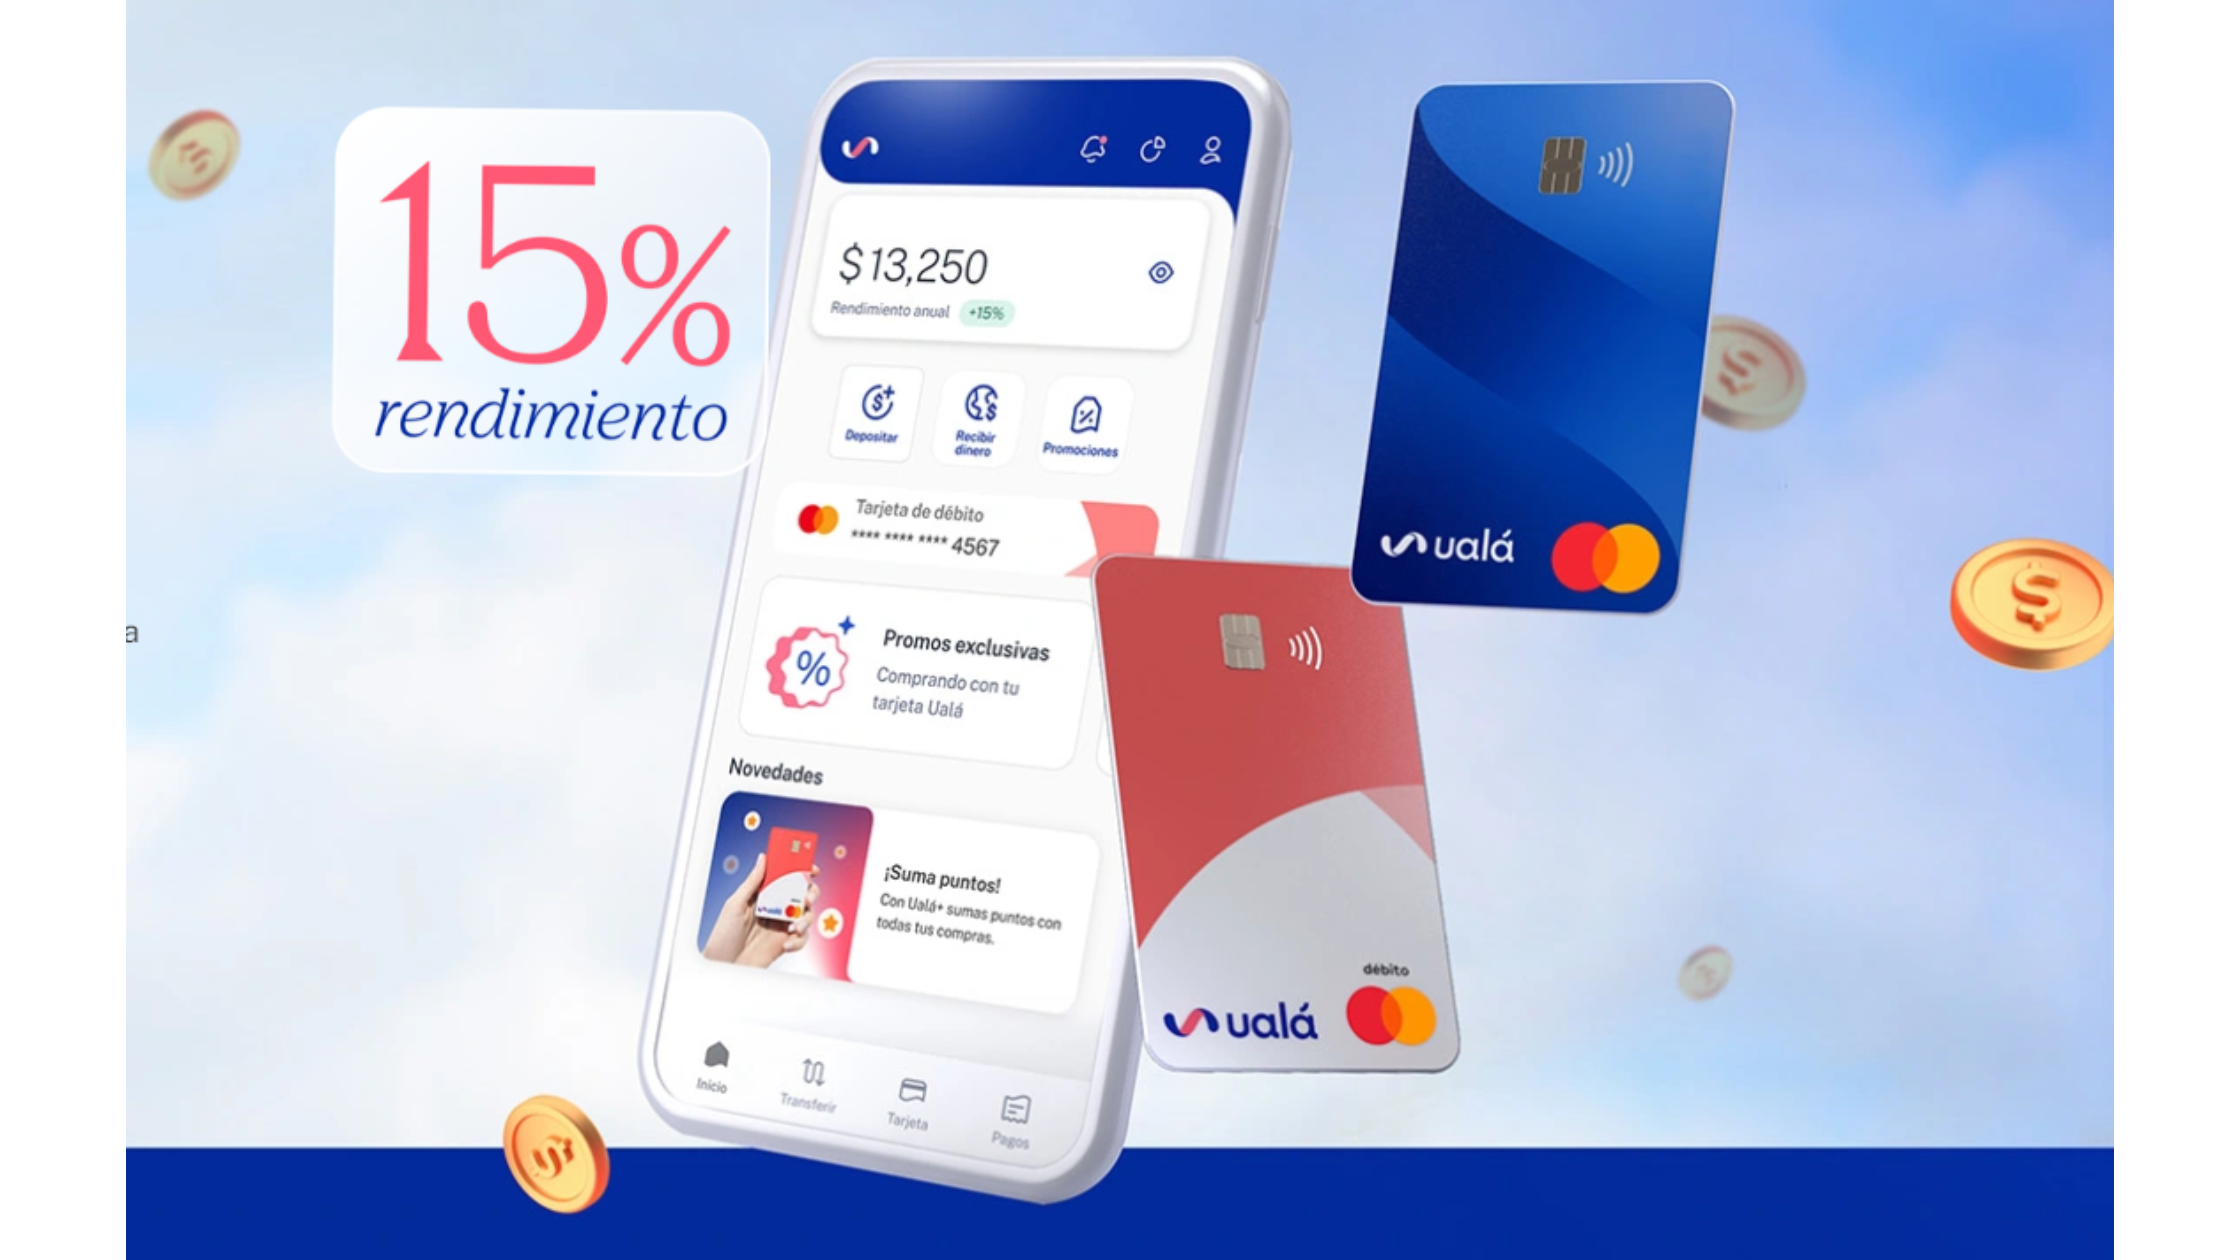 15%
rendimiento
$13,250
Rendimiento anual +15%
Depositar
Recibir
dinero
Promociones
Tarjeta de débito
**** **** **** 4567
Promos exclusivas
Comprando con tu
tarjeta Ualá
Novedades
¡Suma puntos!
Con Ualá+ sumas puntos con
todas tus compras.
Inicio
Transferir
Tarjeta
Pagos
ualá
débito
ualá
a